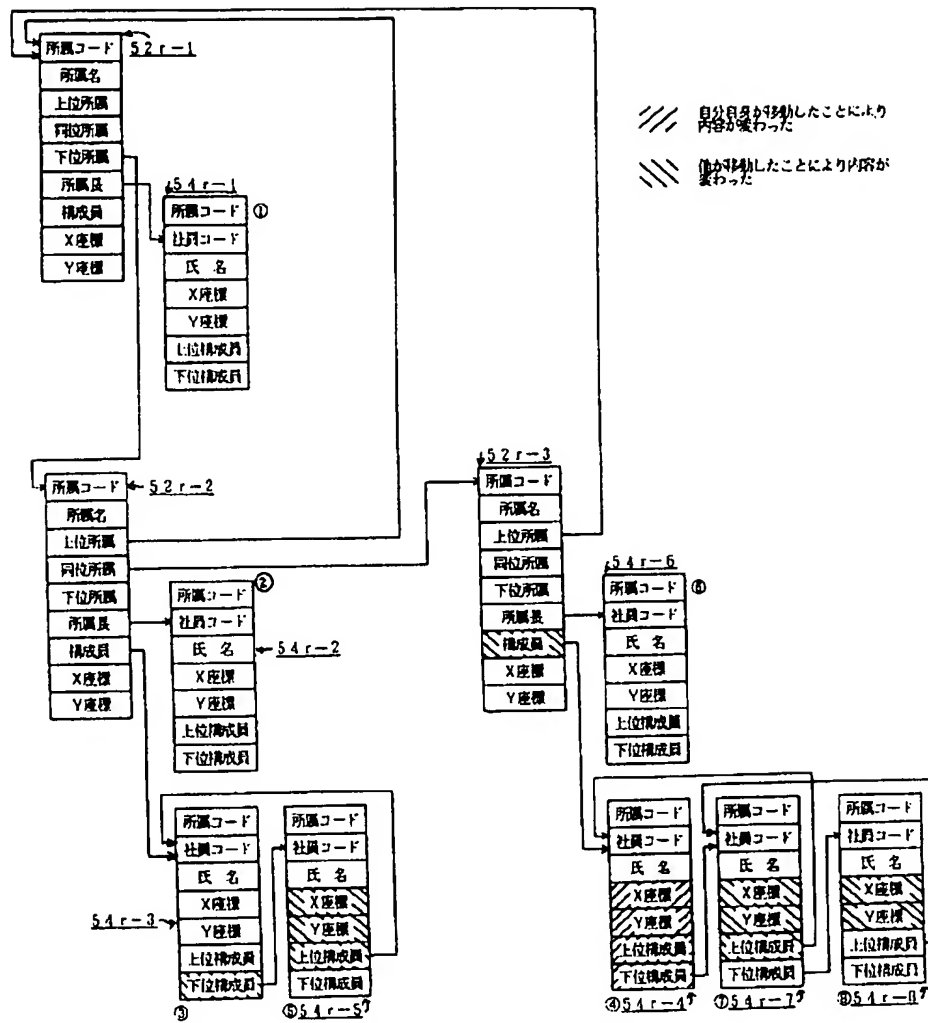 所属コード
52r-1
所属名
上位所属
同位所属
下位所属
所属長
構成員
X座標
Y座標
自分自身が移動したことにより
内容が変わった
他が移動したことにより内容が
変わった
54r-1
所属コード ①
社員コード
氏 名
X座標
Y座標
上位構成員
下位構成員
所属コード
52r-2
所属名
上位所属
同位所属
下位所属
所属長
構成員
X座標
Y座標
②
所属コード
社員コード
氏 名
54r-2
X座標
Y座標
上位構成員
下位構成員
52r-3
所属コード
所属名
上位所属
同位所属
下位所属
所属長
構成員
X座標
Y座標
54r-6
所属コード ⑥
社員コード
氏 名
X座標
Y座標
上位構成員
下位構成員
所属コード
社員コード
氏 名
X座標
54r-3
Y座標
上位構成員
下位構成員
③
所属コード
社員コード
氏 名
X座標
Y座標
上位構成員
下位構成員
⑤54r-5
所属コード
社員コード
氏 名
X座標
Y座標
上位構成員
下位構成員
④54r-4
所属コード
社員コード
氏 名
X座標
Y座標
上位構成員
下位構成員
⑦54r-7
所属コード
社員コード
氏 名
X座標
Y座標
上位構成員
下位構成員
⑧54r-8